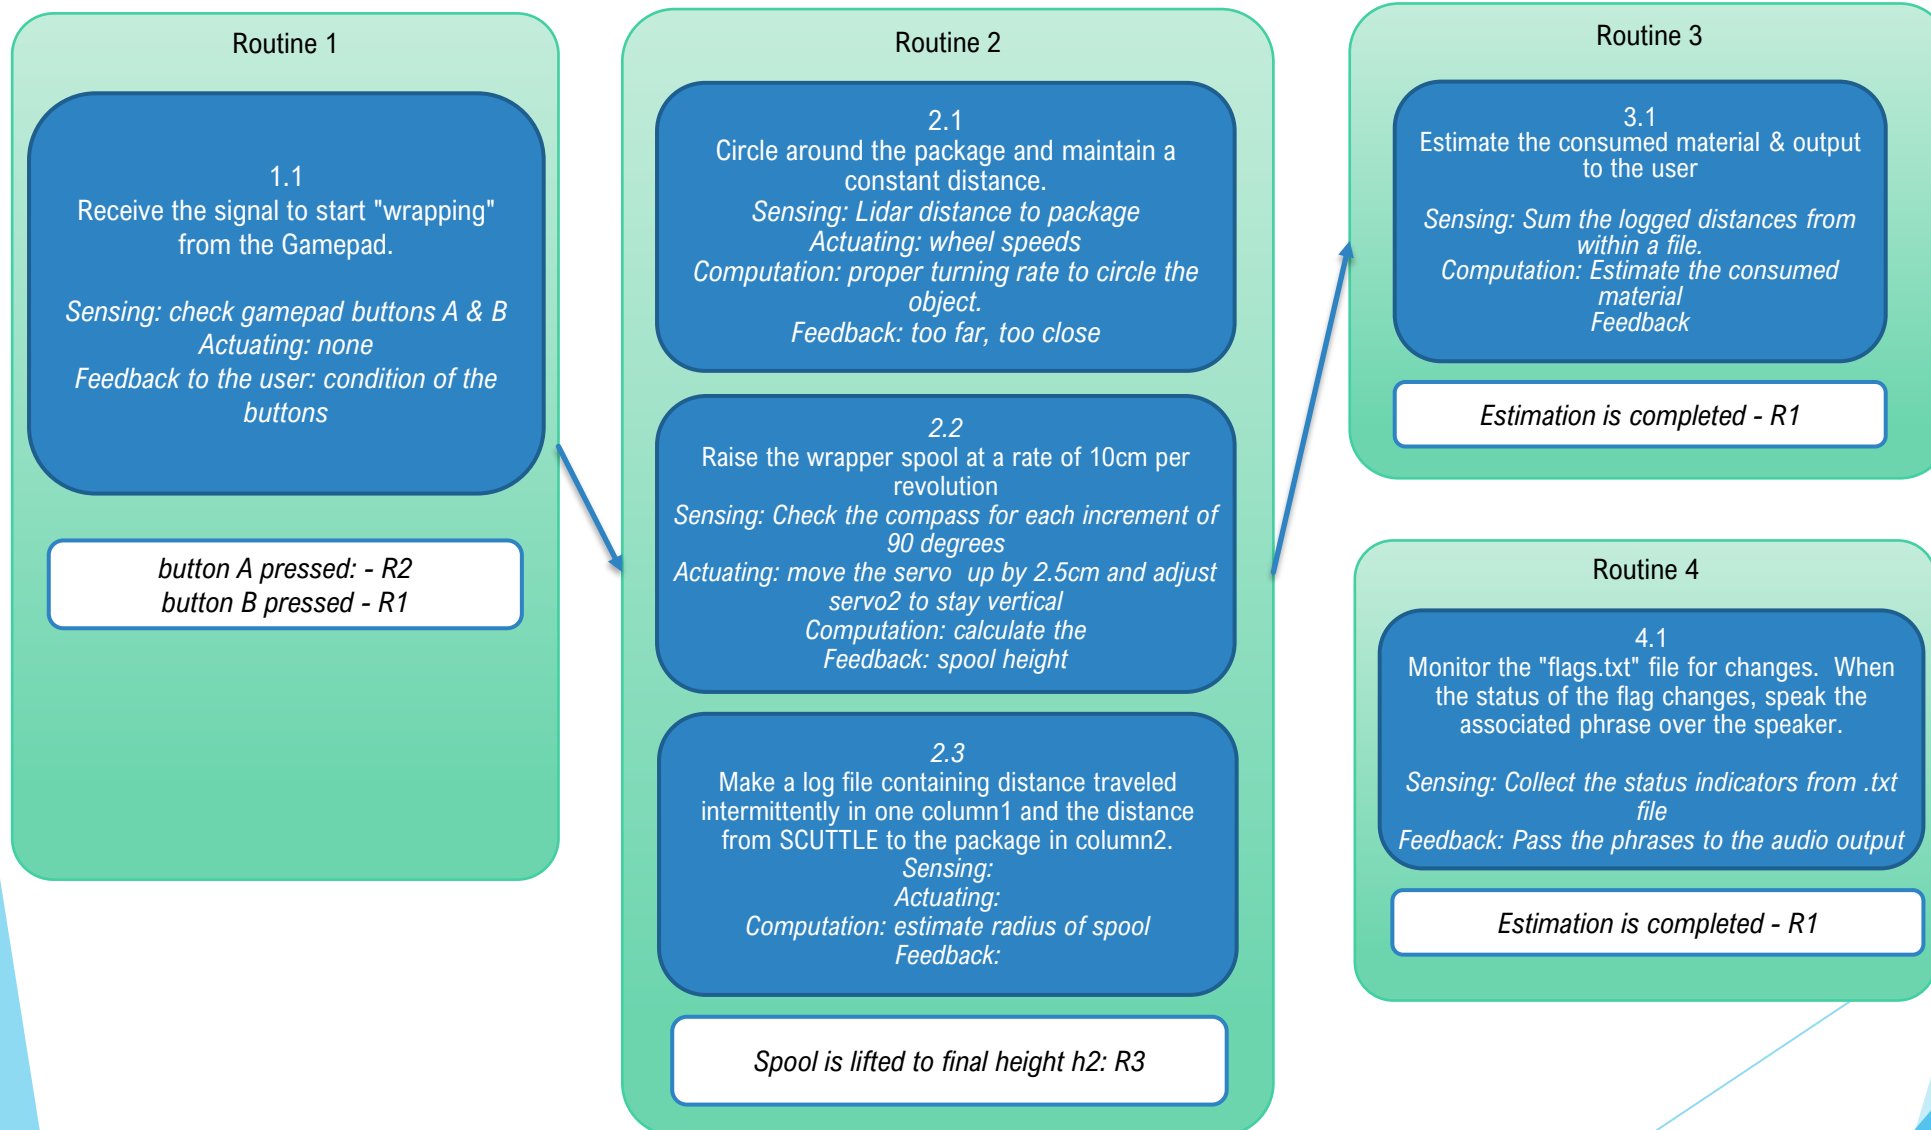 Routine 1
1.1
Receive the signal to start "wrapping"
from the Gamepad.
Sensing: check gamepad buttons A & B
Actuating: none
Feedback to the user: condition of the
buttons
button A pressed: - R2
button B pressed - R1
Routine 2
2.1
Circle around the package and maintain a
constant distance.
Sensing: Lidar distance to package
Actuating: wheel speeds
Computation: proper turning rate to circle the
object.
Feedback: too far, too close
2.2
Raise the wrapper spool at a rate of 10cm per
revolution
Sensing: Check the compass for each increment of
90 degrees
Actuating: move the servo  up by 2.5cm and adjust
servo2 to stay vertical
Computation: calculate the
Feedback: spool height
2.3
Make a log file containing distance traveled
intermittently in one column1 and the distance
from SCUTTLE to the package in column2.
Sensing:
Actuating:
Computation: estimate radius of spool
Feedback:
Spool is lifted to final height h2: R3
Routine 3
3.1
Estimate the consumed material & output
to the user
Sensing: Sum the logged distances from
within a file.
Computation: Estimate the consumed
material
Feedback
Estimation is completed - R1
Routine 4
4.1
Monitor the "flags.txt" file for changes.  When
the status of the flag changes, speak the
associated phrase over the speaker.
Sensing: Collect the status indicators from .txt
file
Feedback: Pass the phrases to the audio output
Estimation is completed - R1